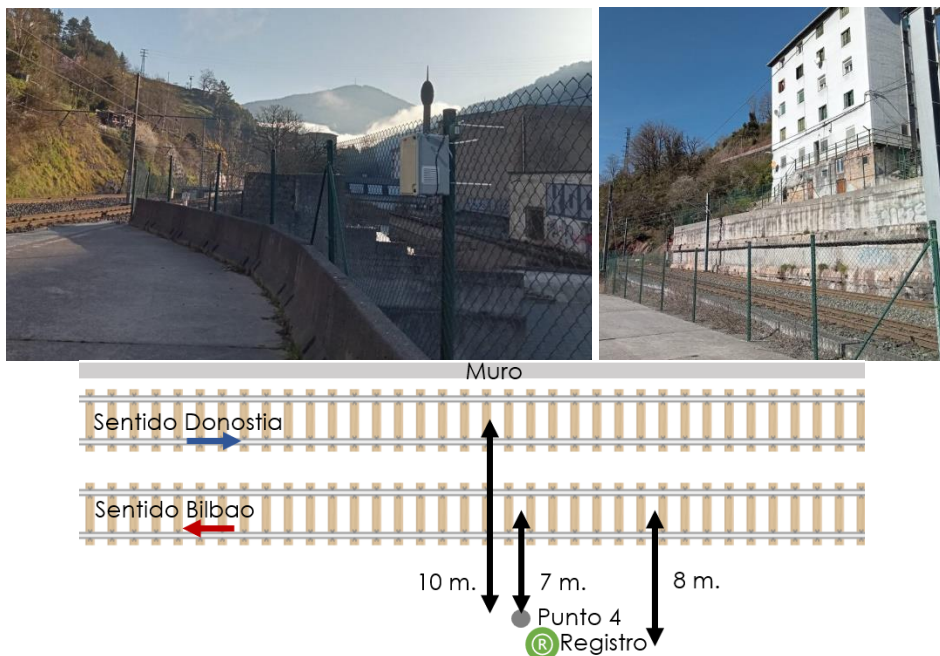 Muro
Sentido Donostia
Sentido Bilbao
10 m.
7 m.
8 m.
Punto 4
® Registro